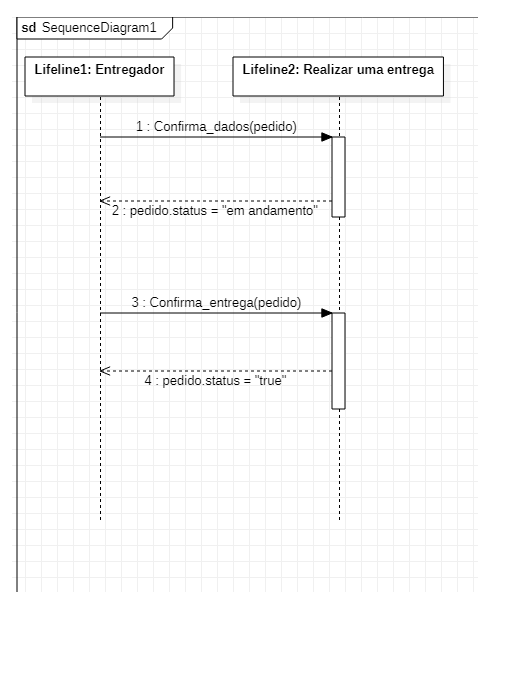 sd SequenceDiagram1
Lifeline1: Entregador
Lifeline2: Realizar uma entrega
1 : Confirma_dados(pedido)
2 : pedido.status = "em andamento"
3 : Confirma_entrega(pedido)
4 : pedido.status = "true"